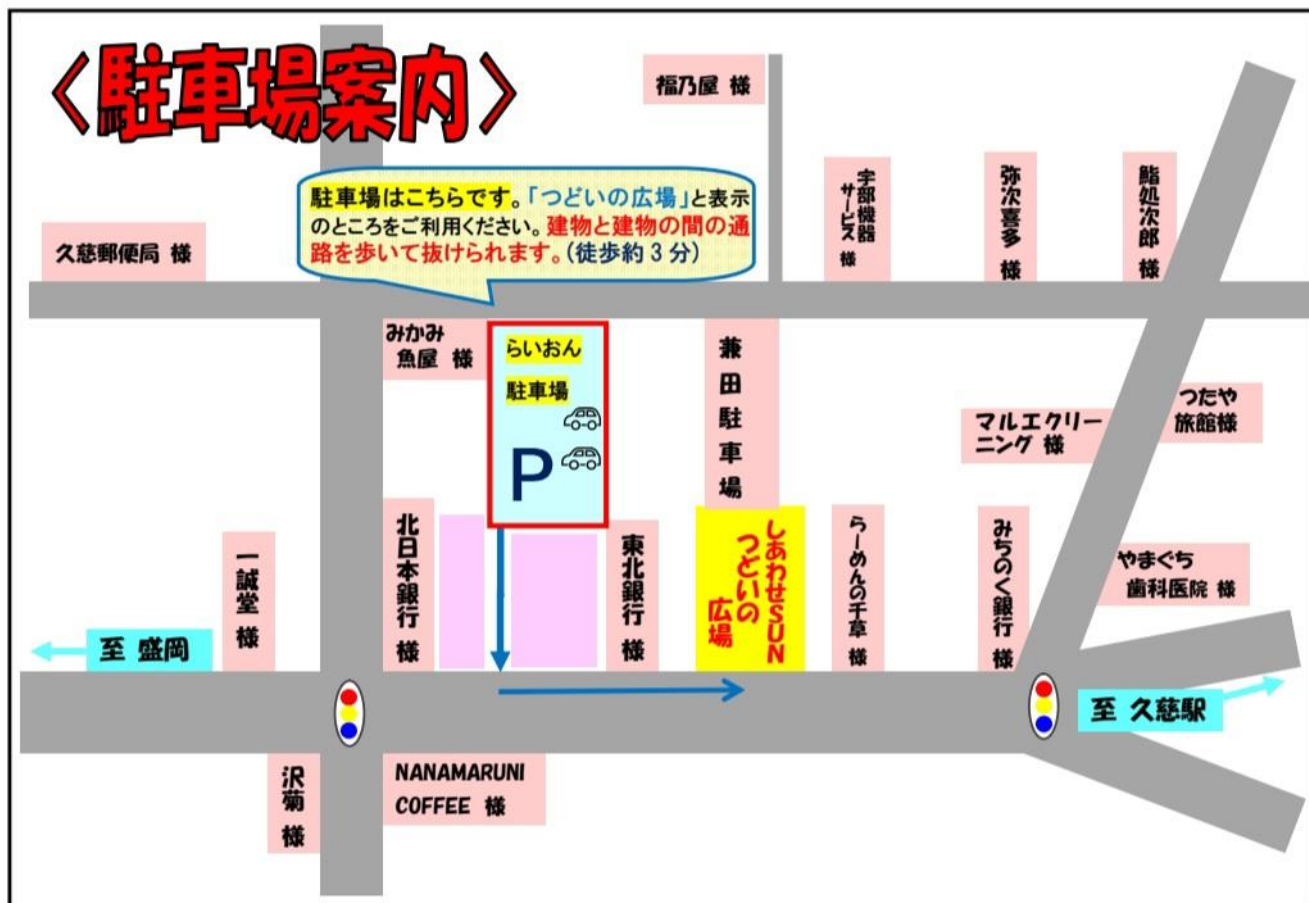 〈駐車場案内〉
福乃屋 様
駐車場はこちらです。「つどいの広場」と表示
のところをご利用ください。建物と建物の間の通
路を歩いて抜けられます。(徒歩約3分)
久慈郵便局 様
宇部機器
サービス 様
弥次喜多 様
鮨処次郎 様
みかみ
魚屋 様
らいおん
駐車場
P
兼田駐車場
マルエクリー
ニング 様
つたや
旅館様
一誠堂 様
北日本銀行 様
東北銀行 様
しあわせSUN
つどいの
広場
らーめんの千草 様
みちのく銀行 様
やまぐち
歯科医院 様
至 盛岡
至 久慈駅
沢菊 様
NANAMARUNI
COFFEE 様